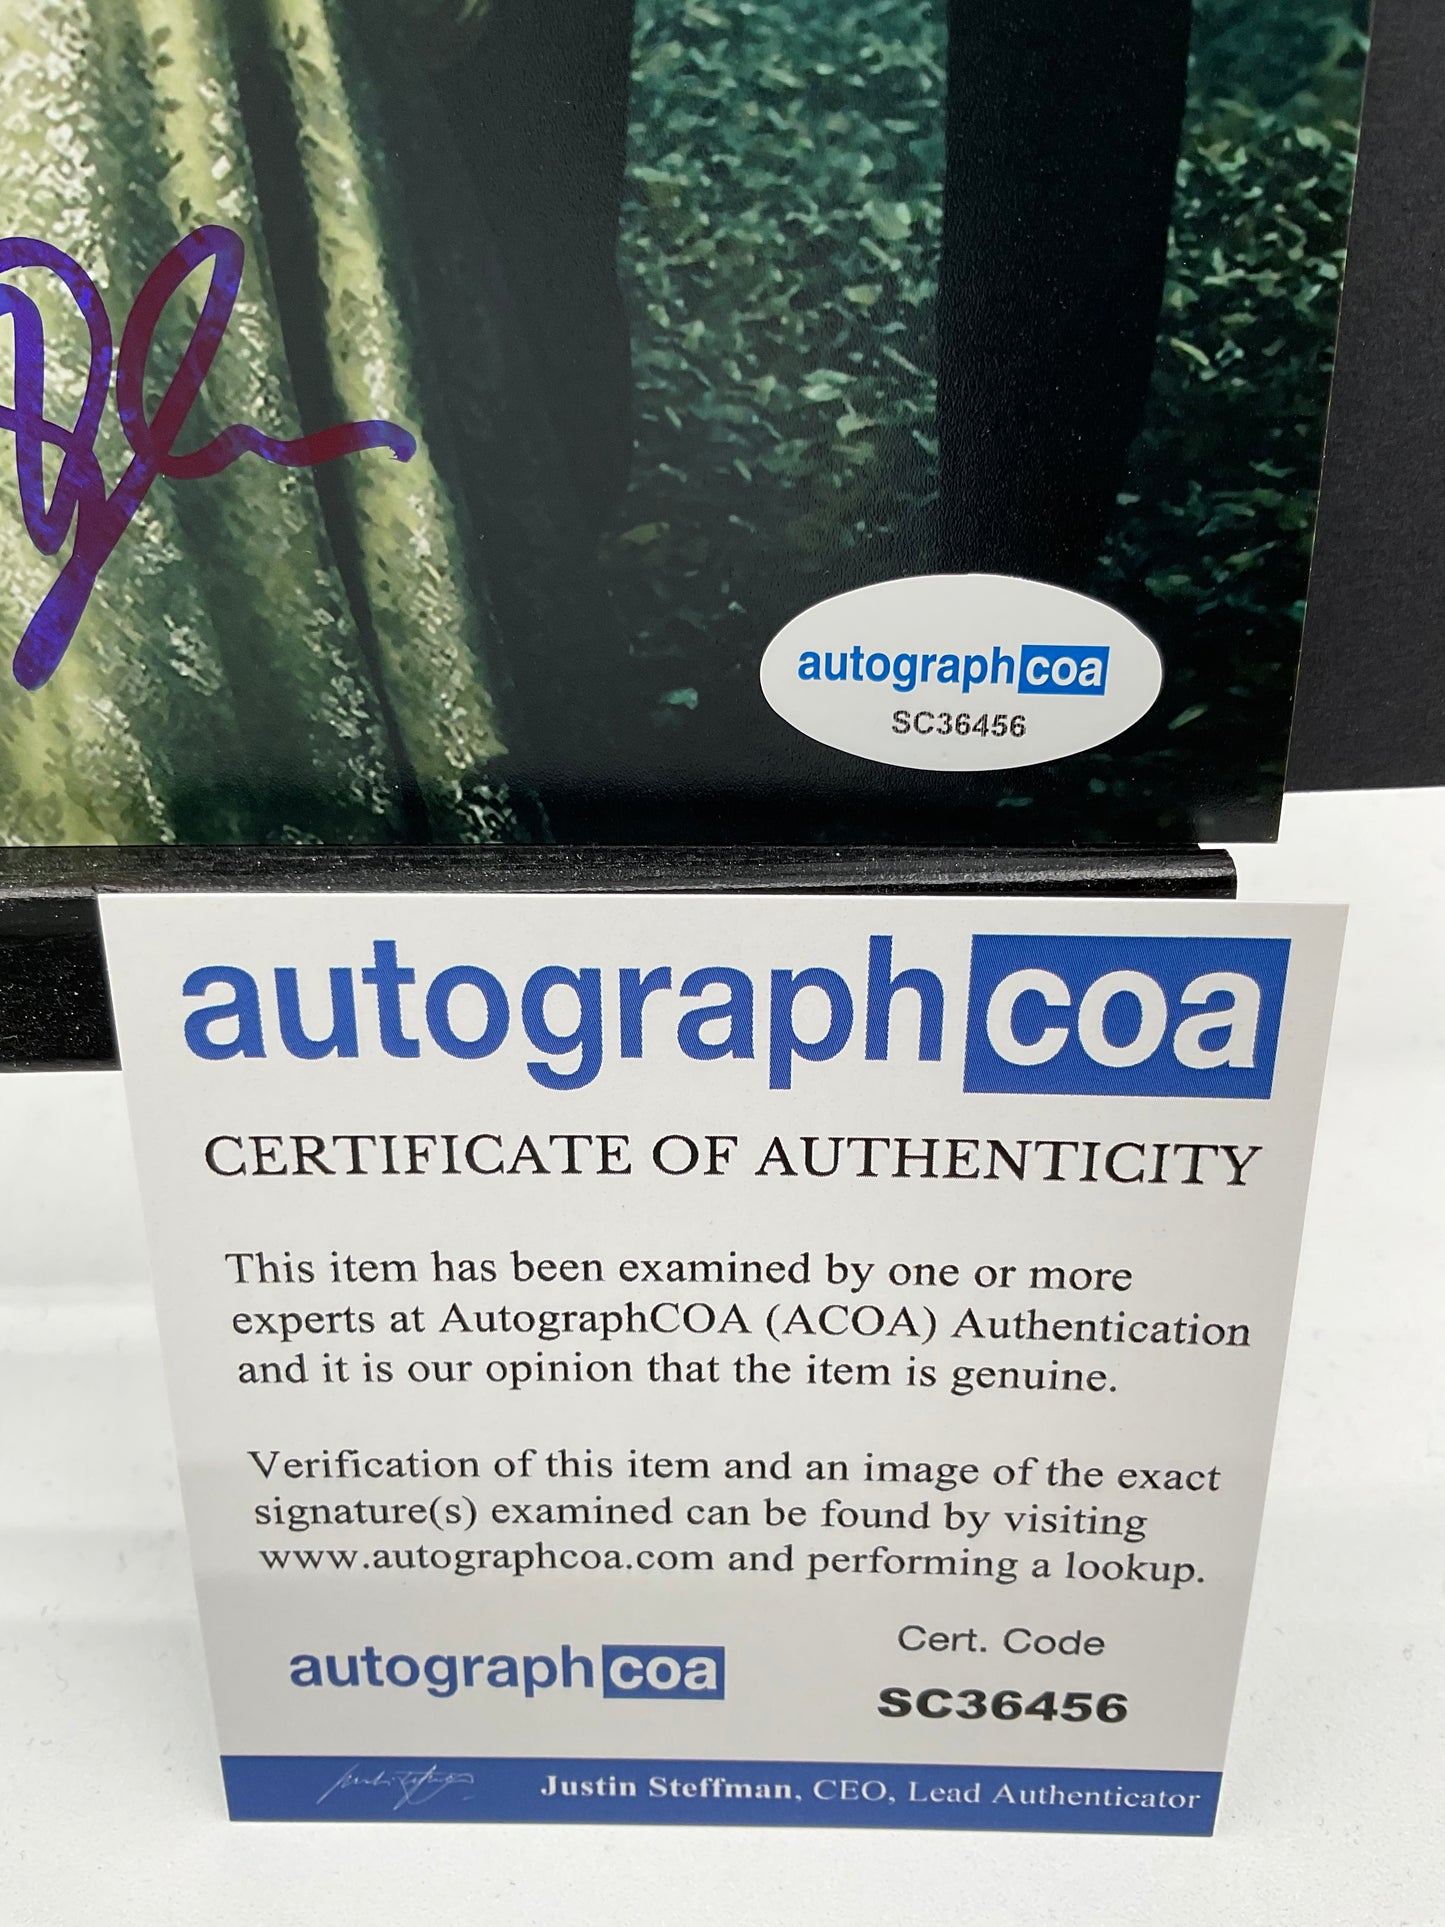 autographcoa
SC36456
autographcoa
CERTIFICATE OF AUTHENTICITY
This item has been examined by one or more
experts at AutographCOA (ACOA) Authentication
and it is our opinion that the item is genuine.
Verification of this item and an image of the exact
signature(s) examined can be found by visiting
www.autographcoa.com and performing a lookup.
autographcoa
Cert. Code
SC36456
Justin Steffman, CEO, Lead Authenticator